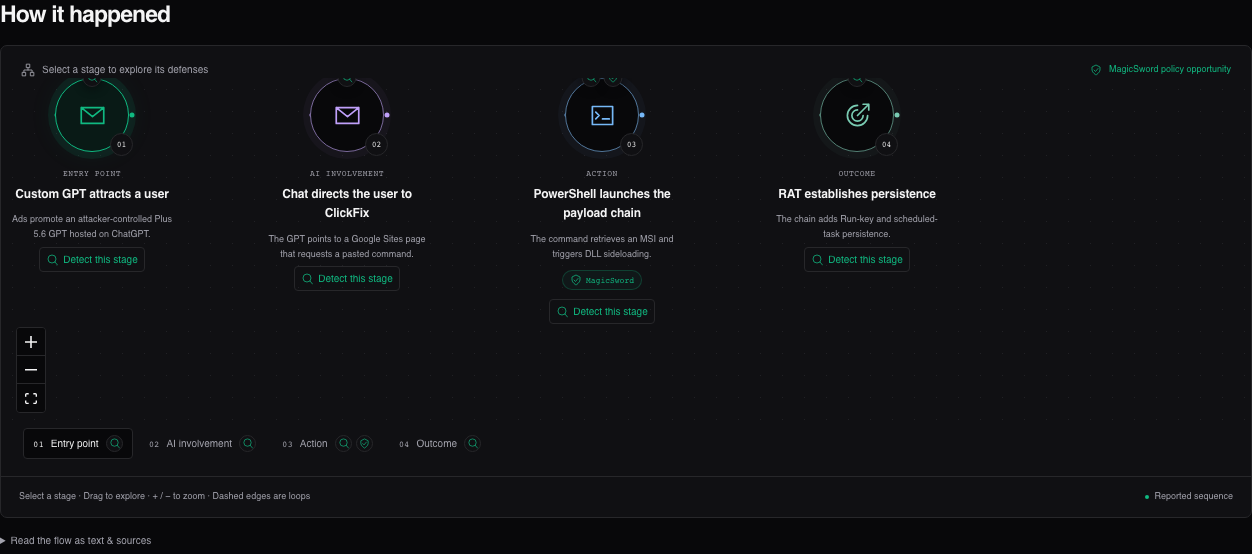 How it happened
Select a stage to explore its defenses
MagicSword policy opportunity
01
ENTRY POINT
Custom GPT attracts a user
Ads promote an attacker-controlled Plus
5.6 GPT hosted on ChatGPT.
Detect this stage
02
AI INVOLVEMENT
Chat directs the user to
ClickFix
The GPT points to a Google Sites page
that requests a pasted command.
Detect this stage
03
ACTION
PowerShell launches the
payload chain
The command retrieves an MSI and
triggers DLL sideloading.
MagicSword
Detect this stage
04
OUTCOME
RAT establishes persistence
The chain adds Run-key and scheduled-
task persistence.
Detect this stage
01 Entry point
02 AI involvement
03 Action
04 Outcome
Select a stage · Drag to explore · + / − to zoom · Dashed edges are loops
Reported sequence
Read the flow as text & sources